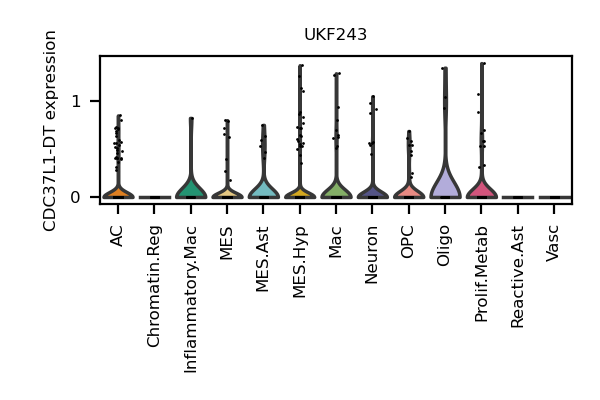 UKF243
CDC37L1-DT expression
1
0
AC
Chromatin.Reg
Inflammatory.Mac
MES
MES.Ast
MES.Hyp
Mac
Neuron
OPC
Oligo
Prolif.Metab
Reactive.Ast
Vasc